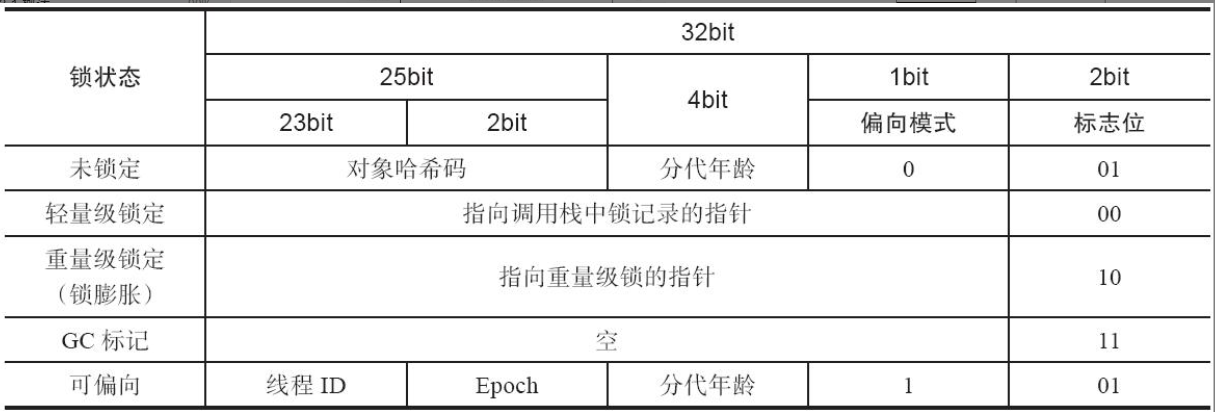 锁状态
32bit
25bit
4bit
1bit
2bit
23bit
2bit
偏向模式
标志位
未锁定
对象哈希码
分代年龄
0
01
轻量级锁定
指向调用栈中锁记录的指针
00
重量级锁定
（锁膨胀）
指向重量级锁的指针
10
GC 标记
空
11
可偏向
线程 ID
Epoch
分代年龄
1
01